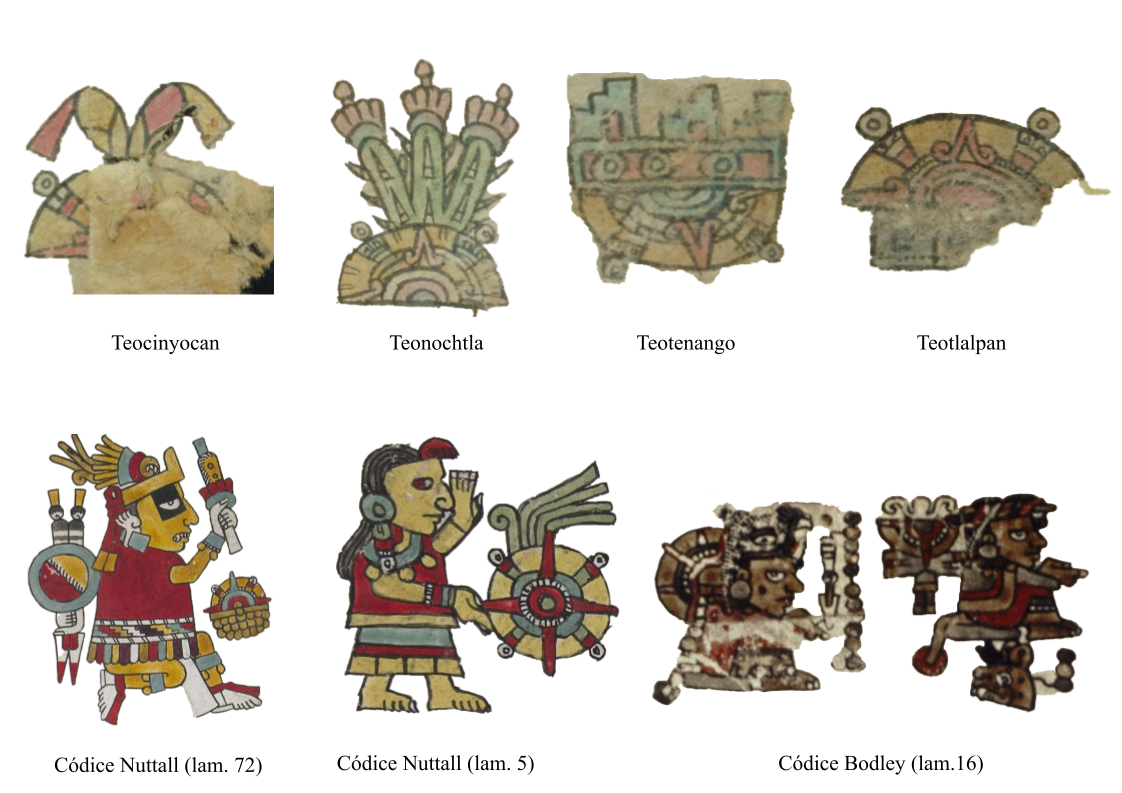 Teocinyocan
Teonochtla
Teotenango
Teotlalpan
Códice Nuttall (lam. 72)
Códice Nuttall (lam. 5)
Códice Bodley (lam.16)